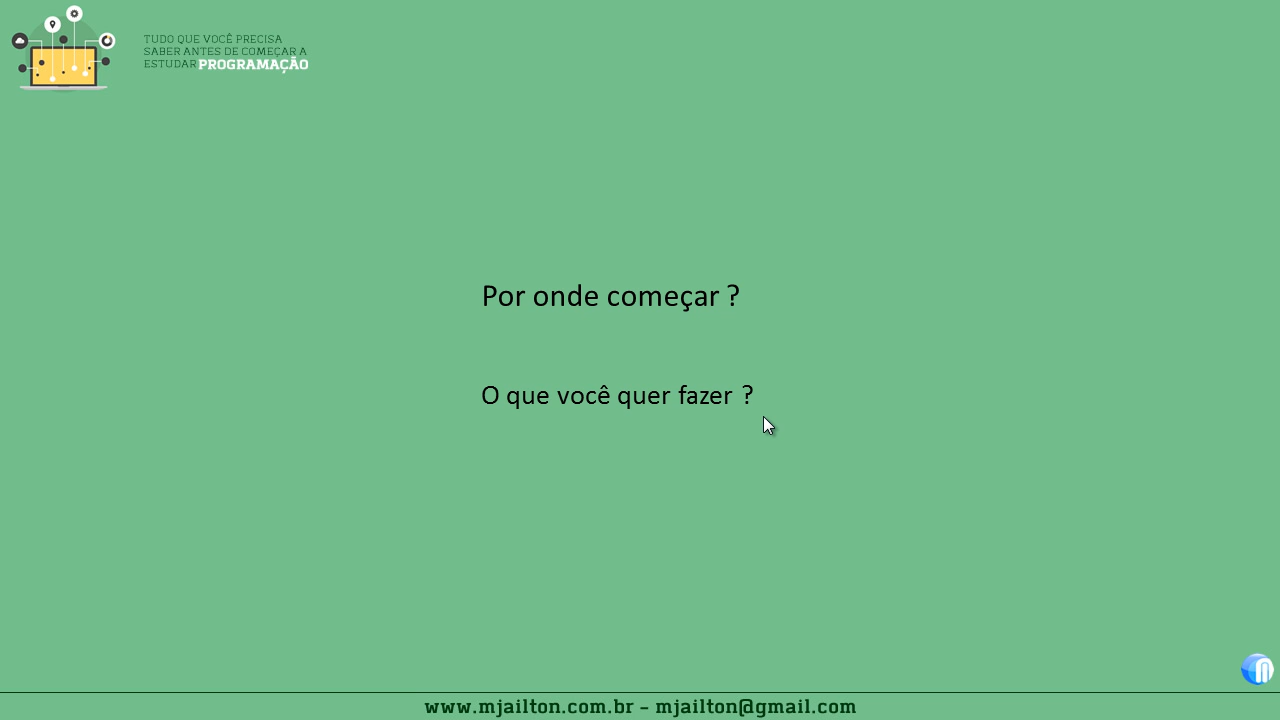 TUDO QUE VOCÊ PRECISA
SABER ANTES DE COMEÇAR A
ESTUDAR PROGRAMAÇÃO
Por onde começar ?
O que você quer fazer ?
www.mjailton.com.br – mjailton@gmail.com